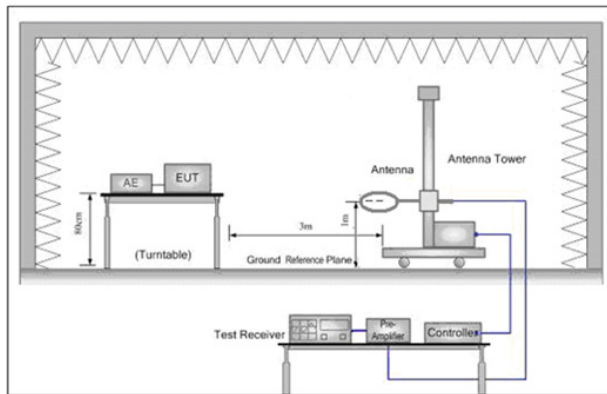 AE
EUT
80cm
(Turntable)
3m
1m
Antenna
Antenna Tower
Ground Reference Plane
Test Receiver
Pre-
Amplifier
Controller